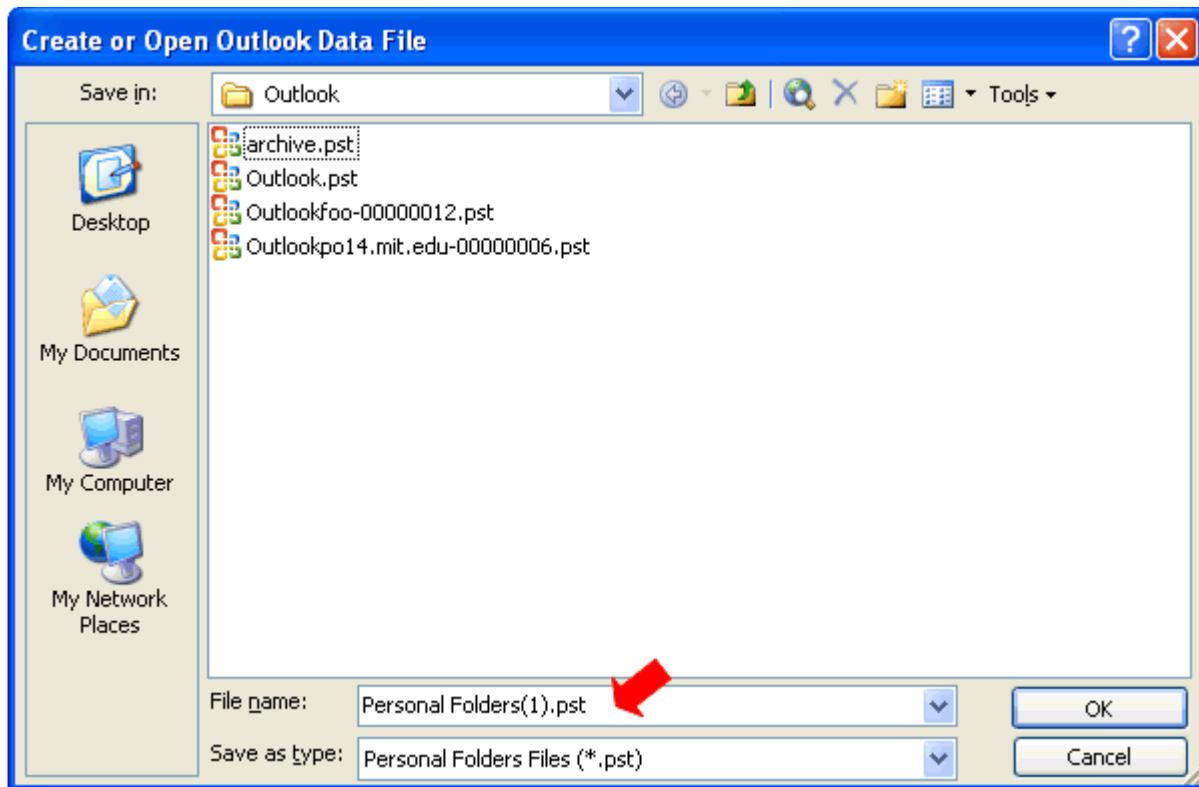 Create or Open Outlook Data File
Save in:
Outlook
Tools
archive.pst
Outlook.pst
Outlookfoo-00000012.pst
Outlookpo14.mit.edu-00000006.pst
Desktop
My Documents
My Computer
My Network
Places
File name:
Personal Folders(1).pst
OK
Save as type:
Personal Folders Files (*.pst)
Cancel